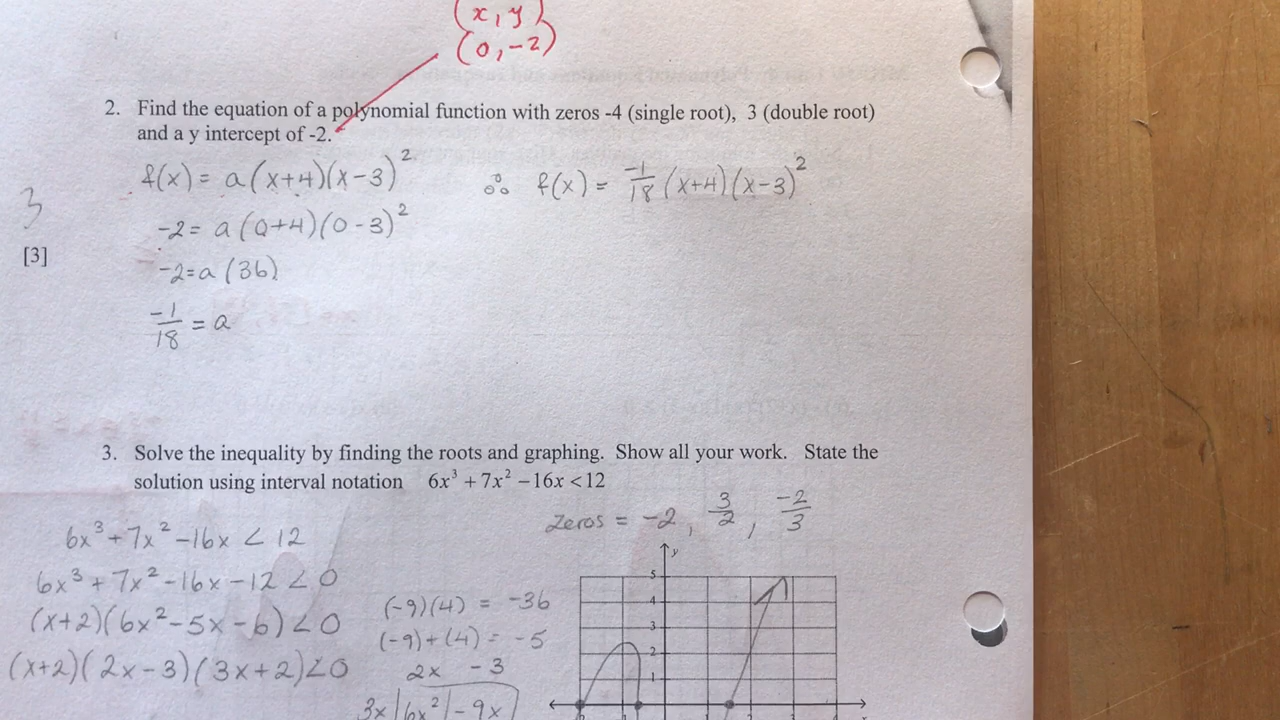 (x, y)
(0, -2)
2. Find the equation of a polynomial function with zeros -4 (single root), 3 (double root)
and a y intercept of -2.
f(x) = a(x+4)(x-3)²
∴ f(x) = -1/18 (x+4)(x-3)²
3
-2 = a(0+4)(0-3)²
[3]
-2 = a(36)
-1/18 = a
3. Solve the inequality by finding the roots and graphing. Show all your work. State the
solution using interval notation 6x³ + 7x² - 16x < 12
zeros = -2, 3/2, -2/3
6x³ + 7x² - 16x < 12
6x³ + 7x² - 16x - 12 < 0
(x+2)(6x² - 5x - 6) < 0
(x+2)(2x - 3)(3x + 2) < 0
(-9)(4) = -36
(-9)+(4) = -5
2x - 3
3x | 6x² | -9x
y
5
4
3
2
1